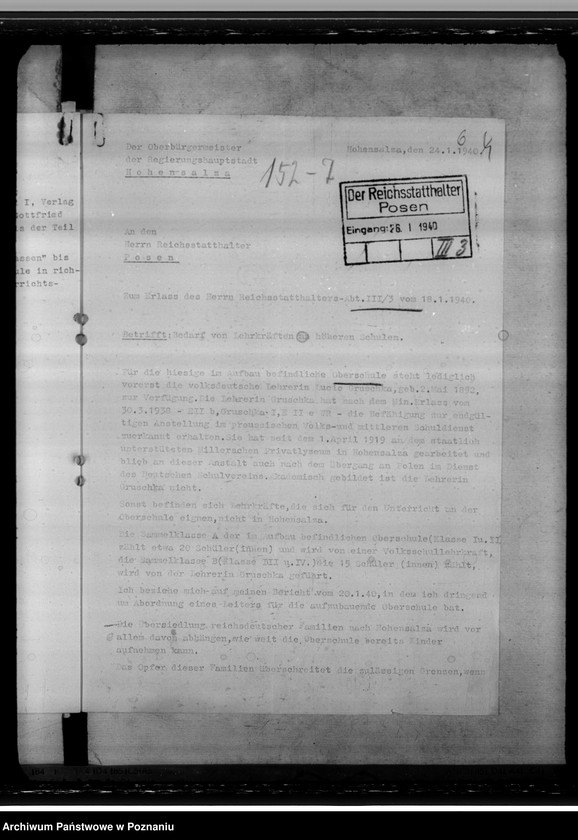 I, Verlag
ottfried
der Teil
ssen" bis
le in rich-
rrichts-
Der Oberbürgermeister
der Regierungshauptstadt
Hohensalza
Hohensalza, den 24.1.1940.
6
152-7
Der Reichsstatthalter
Posen
Eingang: 26. I 1940
III 3
An den
Herrn Reichsstatthalter
Posen
Zum Erlass des Herrn Reichsstatthalters-Abt.III/3 vom 18.1.1940.
Betrifft: Bedarf von Lehrkräften an höheren Schulen.
Für die hiesige im Aufbau befindliche Oberschule steht lediglich
vorerst die volksdeutsche Lehrerin Gruschka, geb.2.Mai 1892,
zur Verfügung. Die Lehrerin Gruschka hat nach dem Min.Erlass vom
30.3.1938 - Gruschka - die Befähigung zur endgül-
tigen Anstellung im preussischen Volks-und mittleren Schuldienst
zuerkannt erhalten. Sie hat seit dem 1.April 1919 an dem staatlich
unterstützten Privatlyzeum in Hohensalza gearbeitet und
blieb an dieser Anstalt auch nach dem Übergang an Polen im Dienst
des Deutschen Schulvereins. Akademisch gebildet ist die Lehrerin
Gruschka nicht.
Sonst befinden sich Lehrkräfte, die sich für den Unterricht an der
Oberschule eignen, nicht in Hohensalza.
Die Sammelklasse A der im Aufbau befindlichen Oberschule (Klasse I u.II
zählt etwa 20 Schüler(innen) und wird von einer Volksschullehrkraft,
die Sammelklasse B(Klasse III u.IV.) die 15 Schüler (innen) zählt,
wird von der Lehrerin Gruschka geführt.
Ich beziehe mich auf meinen Bericht vom 20.1.40, in dem ich dringend
um Abordnung eines Leiters für die aufzubauende Oberschule bat.
Die Übersiedlung reichsdeutscher Familien nach Hohensalza wird vor
allem davon abhängen, wie weit die Oberschule bereits Kinder
aufnehmen kann.
Das Opfer dieser Familien überschreitet die zulässigen Grenzen, wenn
Archiwum Państwowe w Poznaniu